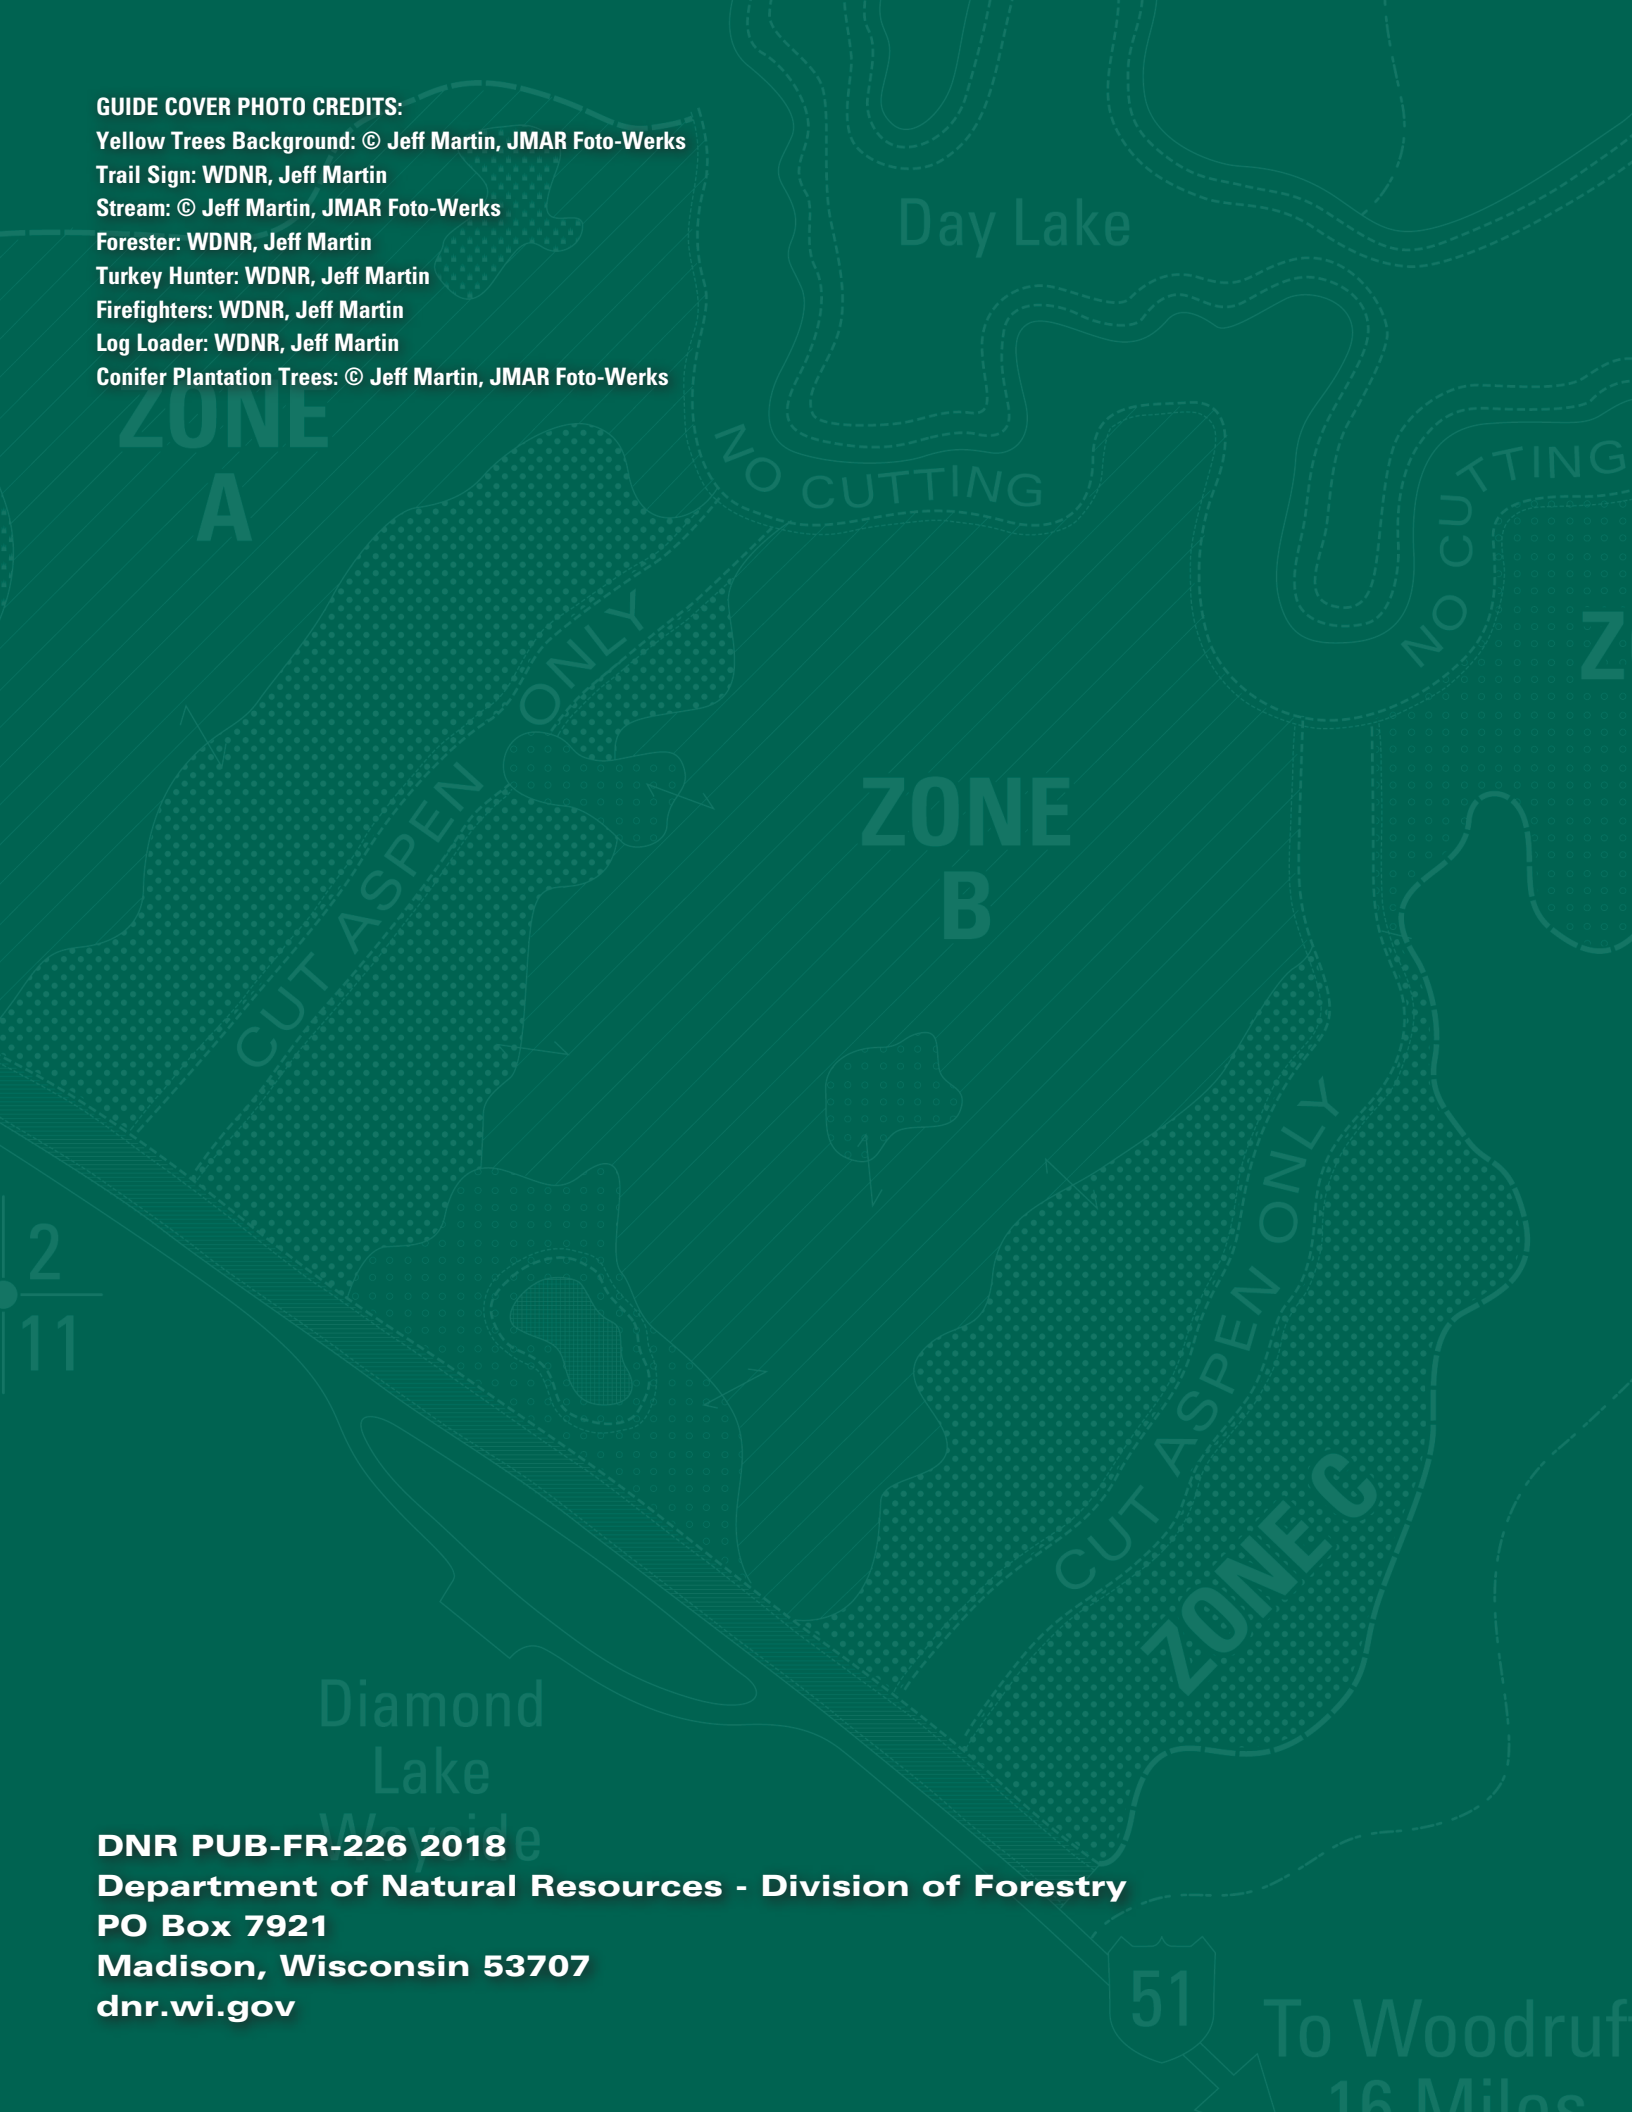 GUIDE COVER PHOTO CREDITS:
Yellow Trees Background: © Jeff Martin, JMAR Foto-Werks
Trail Sign: WDNR, Jeff Martin
Stream: © Jeff Martin, JMAR Foto-Werks
Forester: WDNR, Jeff Martin
Turkey Hunter: WDNR, Jeff Martin
Firefighters: WDNR, Jeff Martin
Log Loader: WDNR, Jeff Martin
Conifer Plantation Trees: © Jeff Martin, JMAR Foto-Werks
Day Lake
ZONE
A
NO CUTTING
NO CUTTING
Z
CUT ASPEN ONLY
ZONE
B
CUT ASPEN ONLY
2
11
ZONE C
Diamond
Lake
Wayside
DNR PUB-FR-226 2018
Department of Natural Resources - Division of Forestry
PO Box 7921
Madison, Wisconsin 53707
dnr.wi.gov
51
To Woodruf
16 Miles